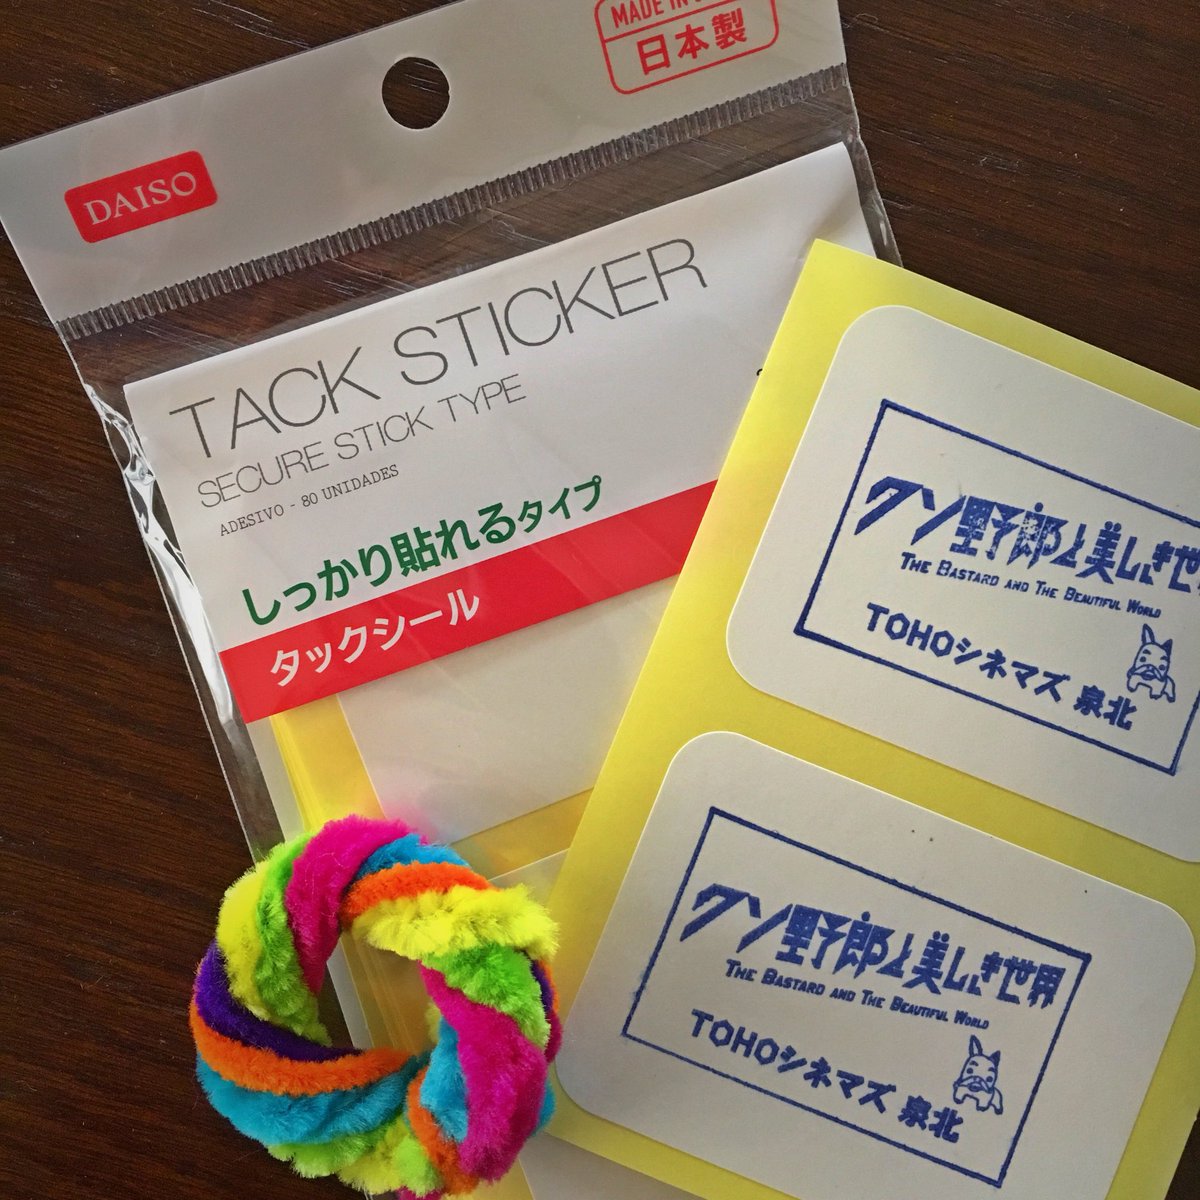 MADE IN
日本製
DAISO
TACK STICKER
SECURE STICK TYPE
ADESIVO - 80 UNIDADES
しっかり貼れるタイプ
タックシール
クソ野郎と美しき世
THE BASTARD AND THE BEAUTIFUL WORLD
TOHOシネマズ 泉北
クソ野郎と美しき世界
THE BASTARD AND THE BEAUTIFUL WORLD
TOHOシネマズ 泉北